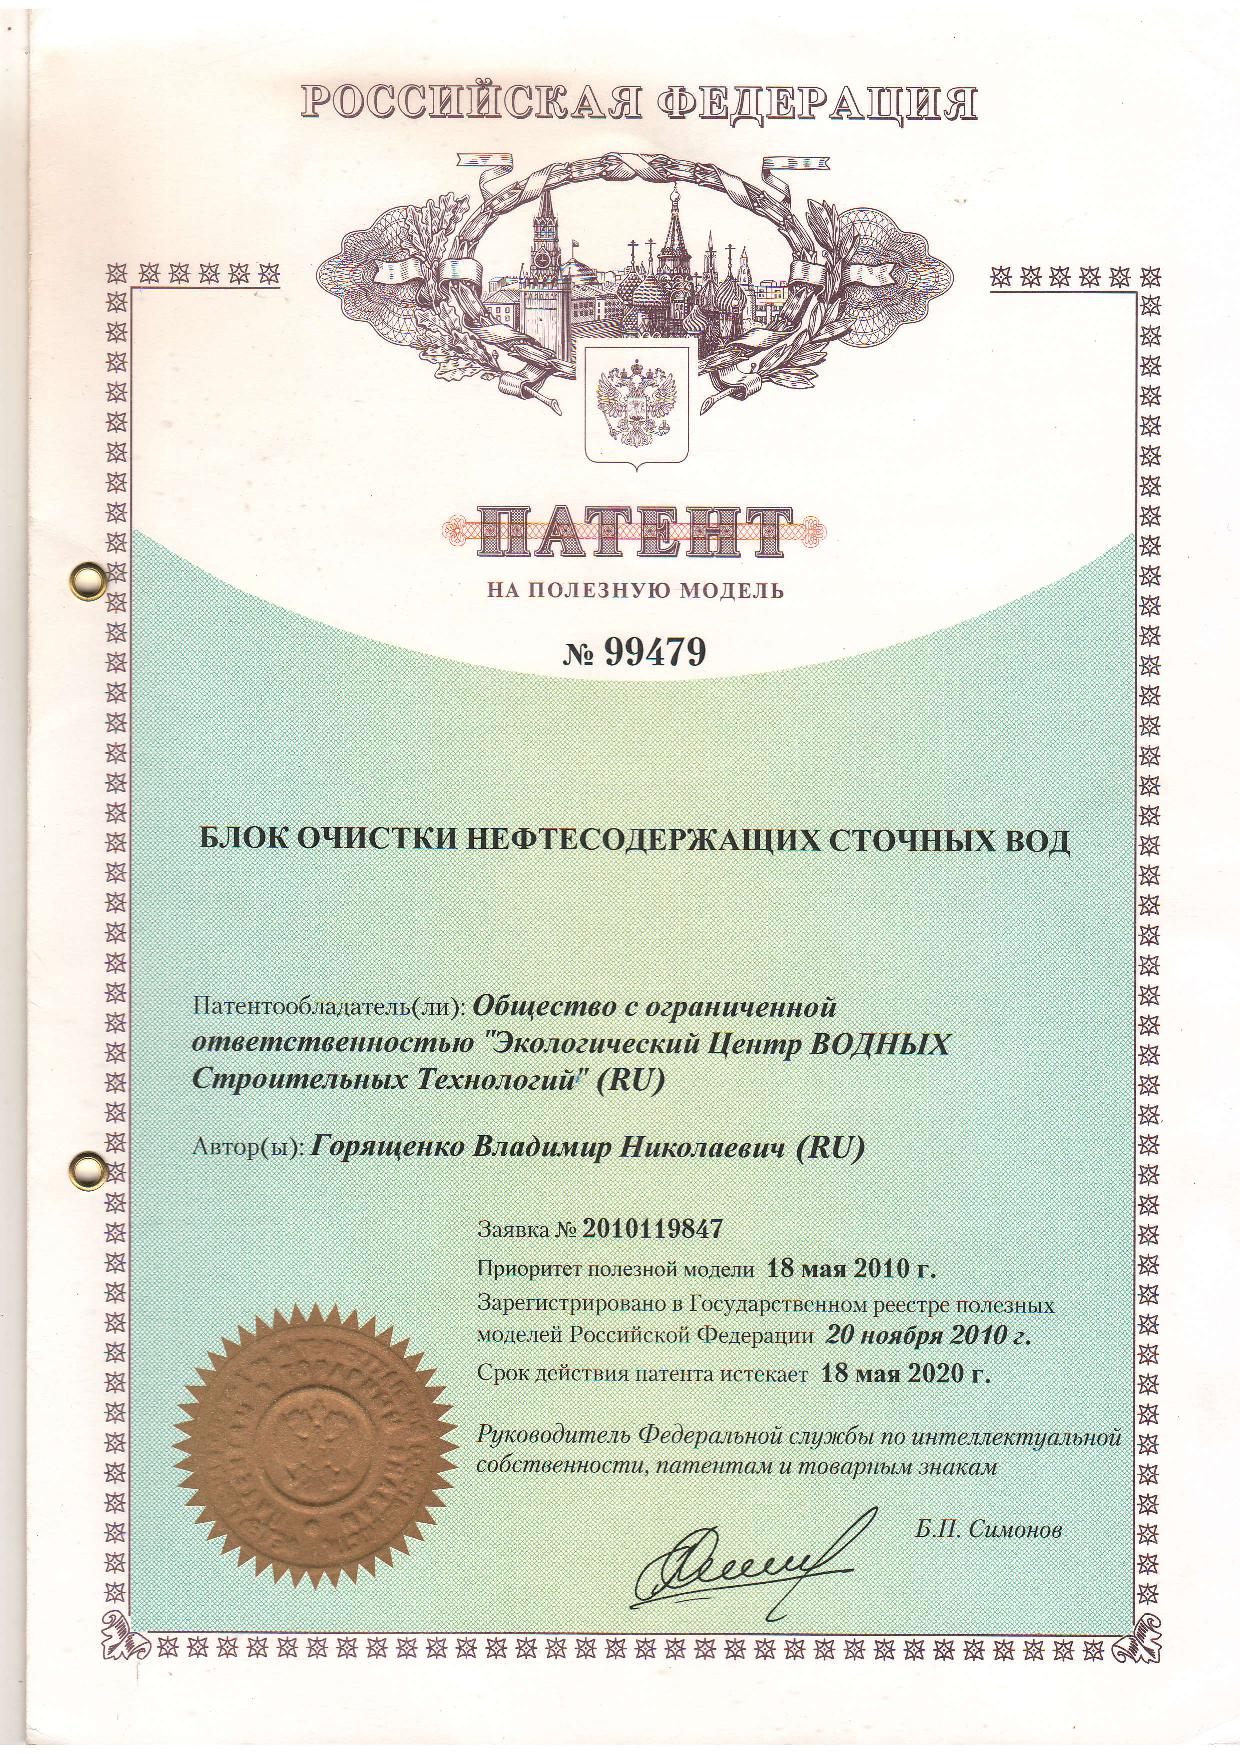 РОССИЙСКАЯ ФЕДЕРАЦИЯ
ПАТЕНТ
НА ПОЛЕЗНУЮ МОДЕЛЬ
№ 99479
БЛОК ОЧИСТКИ НЕФТЕСОДЕРЖАЩИХ СТОЧНЫХ ВОД
Патентообладатель(ли): Общество с ограниченной
ответственностью "Экологический Центр ВОДНЫХ
Строительных Технологий" (RU)
Автор(ы): Горященко Владимир Николаевич (RU)
Заявка № 2010119847
Приоритет полезной модели 18 мая 2010 г.
Зарегистрировано в Государственном реестре полезных
моделей Российской Федерации 20 ноября 2010 г.
Срок действия патента истекает 18 мая 2020 г.
Руководитель Федеральной службы по интеллектуальной
собственности, патентам и товарным знакам
Б.П. Симонов